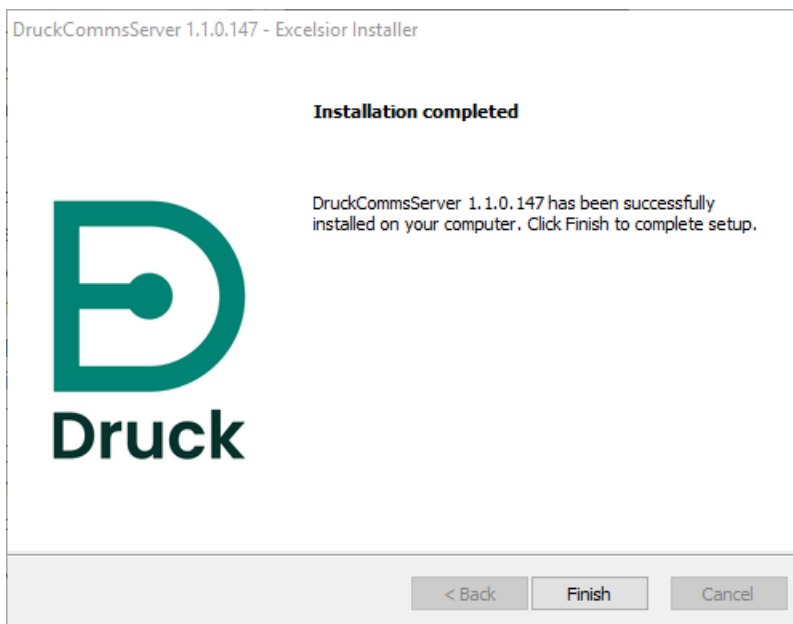 DruckCommsServer 1.1.0.147 - Excelsior Installer
Installation completed
DruckCommsServer 1.1.0.147 has been successfully
installed on your computer. Click Finish to complete setup.
Druck
< Back
Finish
Cancel